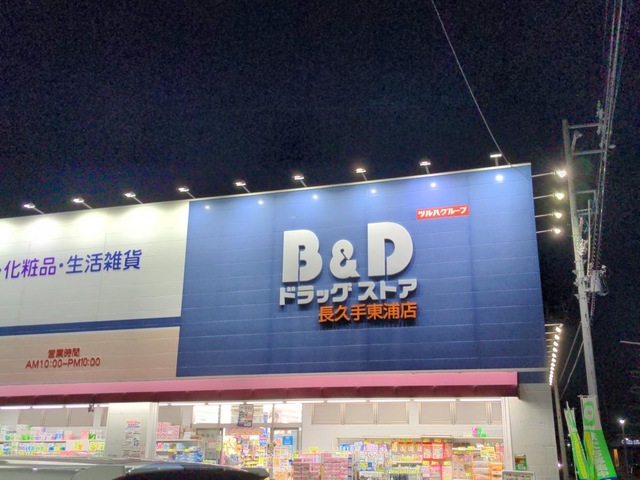 ツルハグループ
B&D
ドラッグ ストア
長久手東浦店
・化粧品・生活雑貨
営業時間
AM10:00~PM10:00